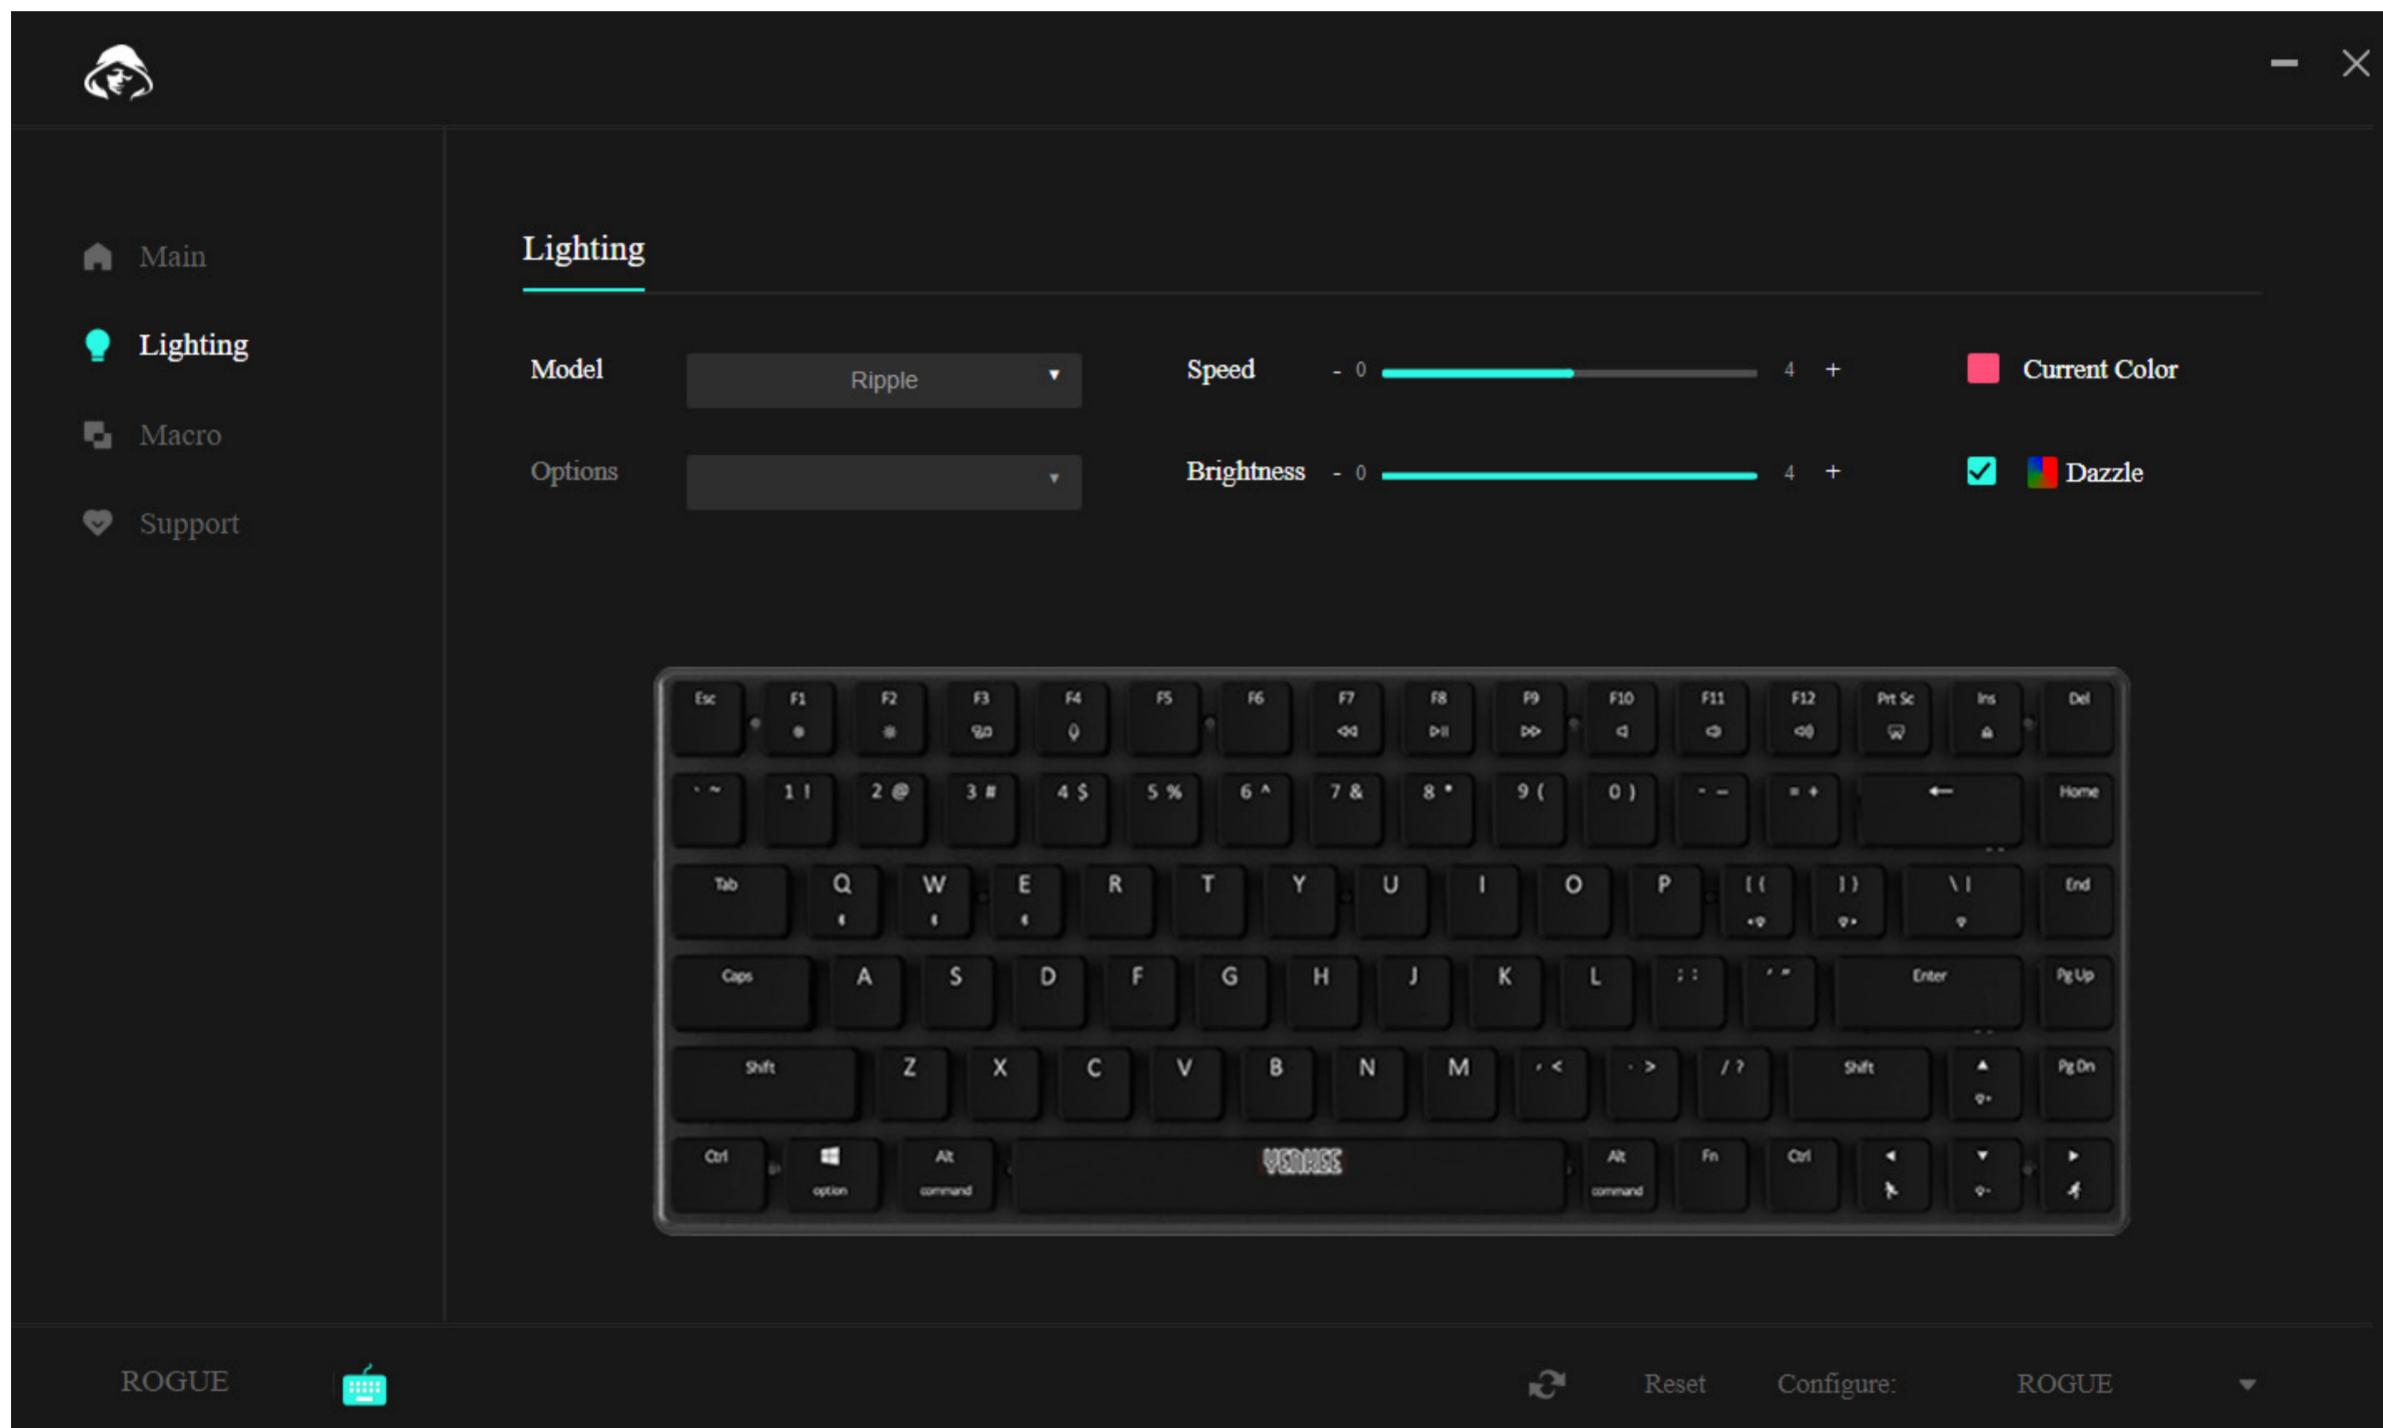 Main
Lighting
Macro
Support
Lighting
Model Ripple Speed - 0 4 + Current Color
Options Brightness - 0 4 + Dazzle
Esc F1 F2 F3 F4 F5 F6 F7 F8 F9 F10 F11 F12 Prt Sc Ins Del
` ~ 1 ! 2 @ 3 # 4 $ 5 % 6 ^ 7 & 8 * 9 ( 0 ) - _ = + Home
Tab Q W E R T Y U I O P [ { ] } \ | End
Caps A S D F G H J K L ; : ' " Enter Pg Up
Shift Z X C V B N M , < . > / ? Shift Pg Dn
Ctrl Alt YENKEE Alt Fn Ctrl
option command command
ROGUE Reset Configure: ROGUE